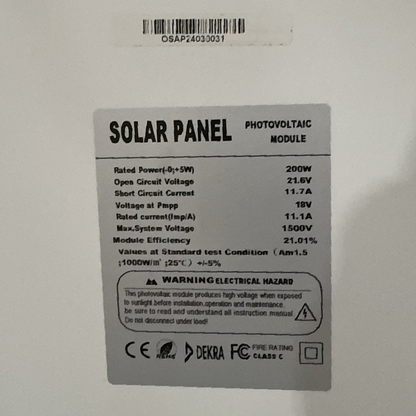 OSAP24030031
SOLAR PANEL PHOTOVOLTAIC MODULE
Rated Power(-0;+5W) 200W
Open Circuit Voltage 21.6V
Short Circuit Current 11.7A
Voltage at Pmpp 18V
Rated current(Imp/A) 11.1A
Max.System Voltage 1500V
Module Efficiency 21.01%
Values at Standard test Condition (Am1.5
;1000W/m²;25℃) +/-5%
WARNING ELECTRICAL HAZARD
This photovoltaic module produces high voltage when exposed
to sunlight.before installation,operation and maintenance.
be sure to read and understand all instruction manual
Do not disconnect under load!
CE DEKRA FC FIRE RATING
CLASS C